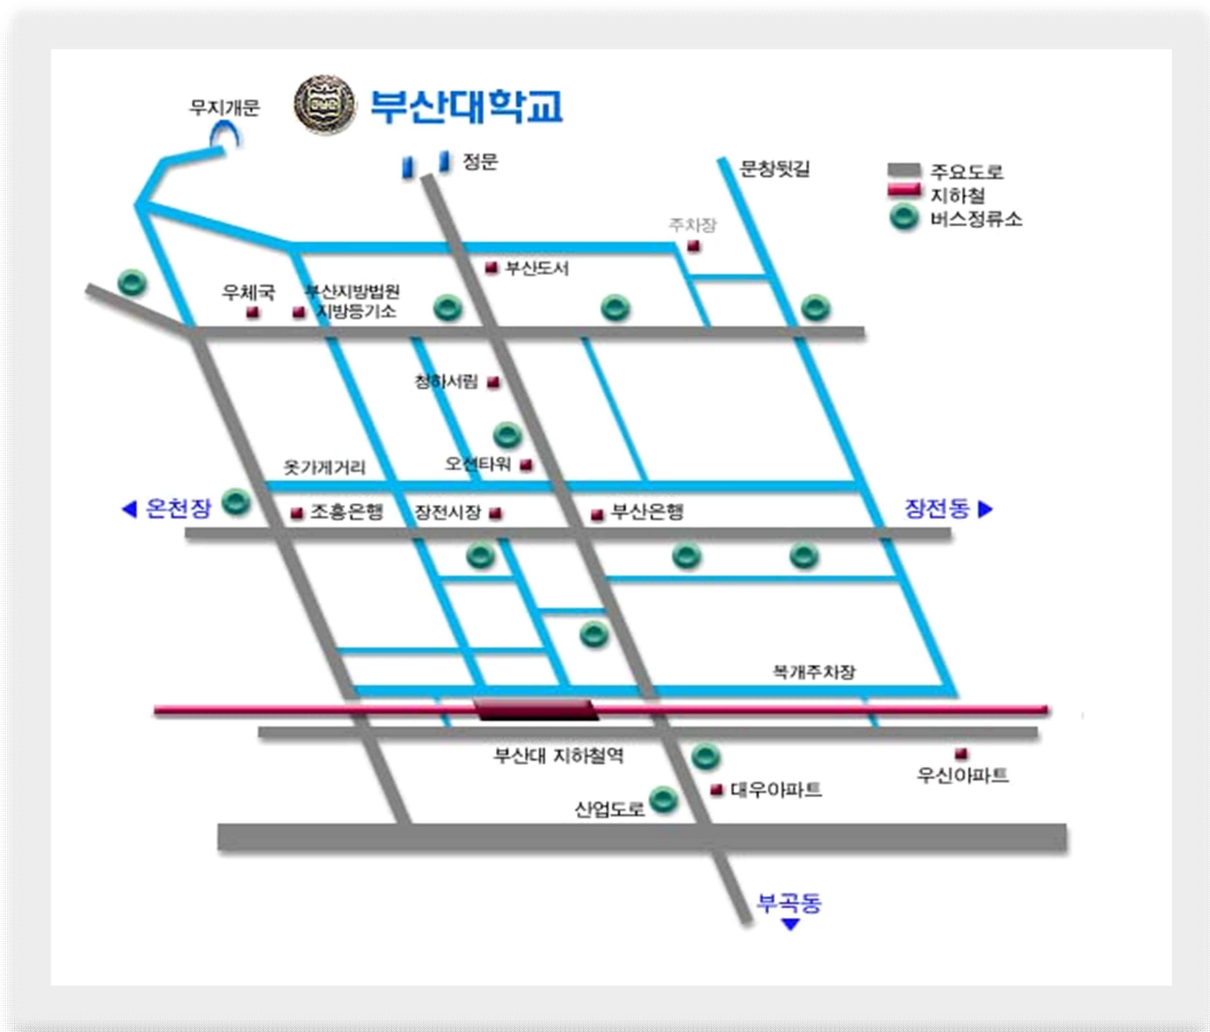 무지개문
부산대학교
정문
문창뒷길
주요도로
지하철
버스정류소
주차장
부산도서
우체국
부산지방법원
지방등기소
청하서림
오션타워
옷가게거리
온천장
조흥은행
장전시장
부산은행
장전동
복개주차장
부산대 지하철역
우신아파트
대우아파트
산업도로
부곡동